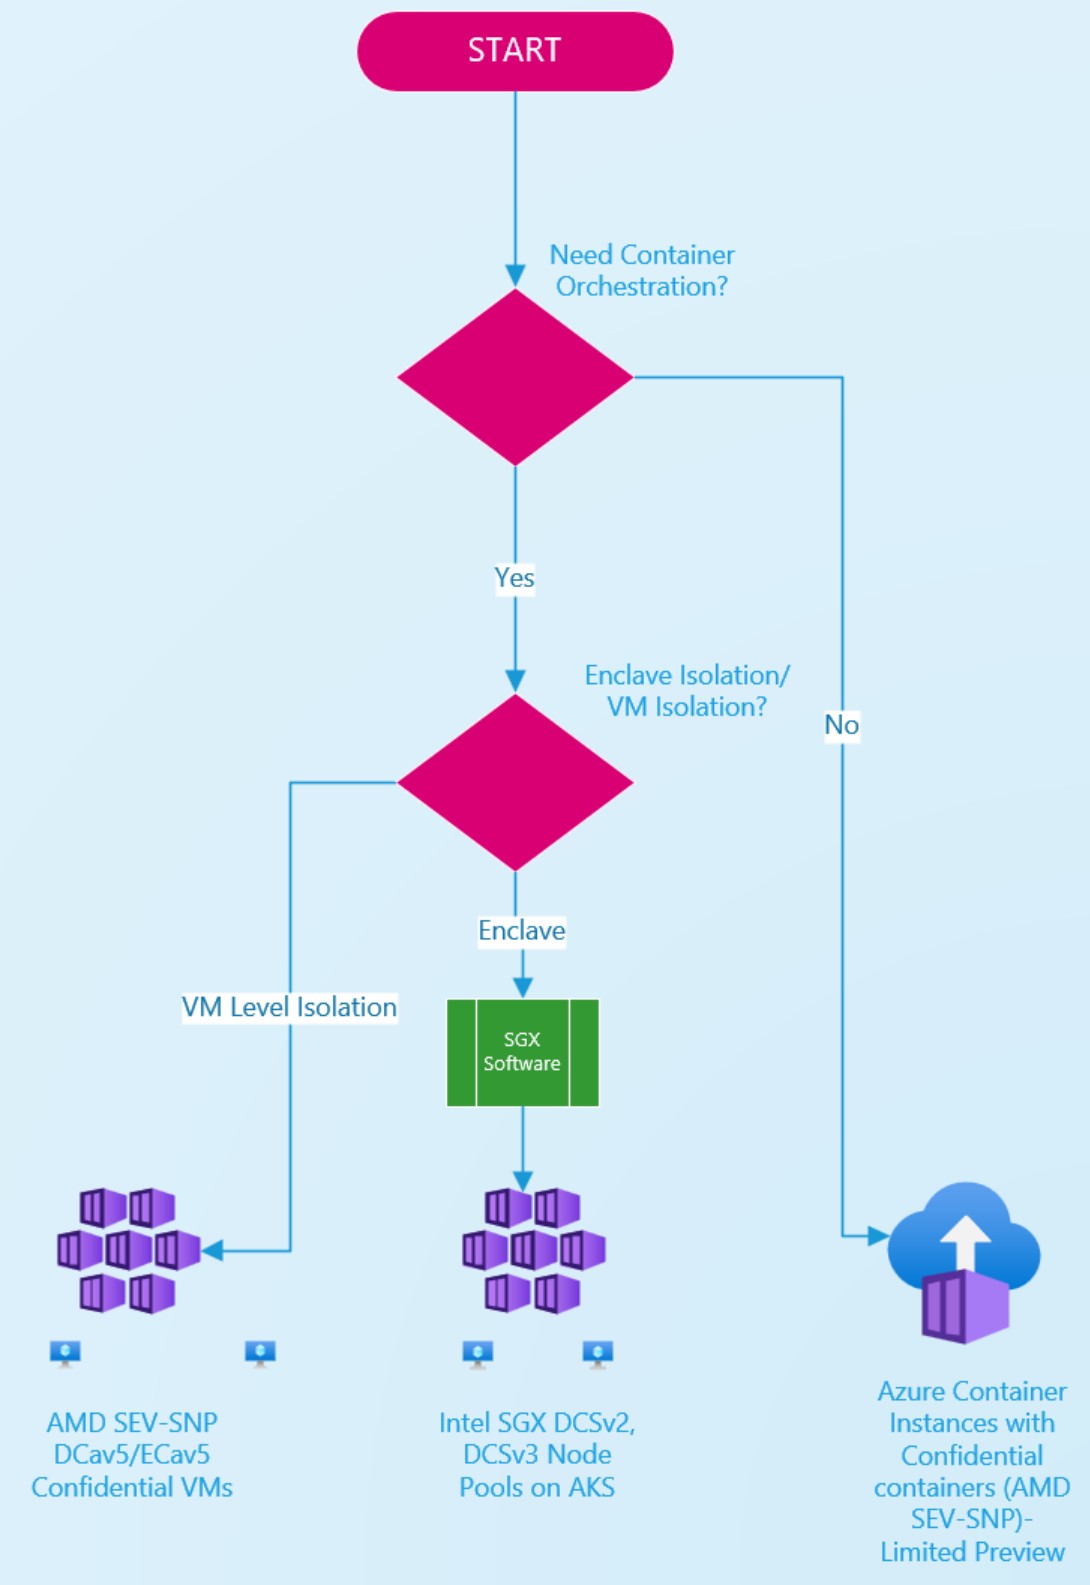 START
Need Container
Orchestration?
Yes
Enclave Isolation/
VM Isolation?
No
Enclave
VM Level Isolation
SGX
Software
AMD SEV-SNP
DCav5/ECav5
Confidential VMs
Intel SGX DCSv2,
DCSv3 Node
Pools on AKS
Azure Container
Instances with
Confidential
containers (AMD
SEV-SNP)-
Limited Preview